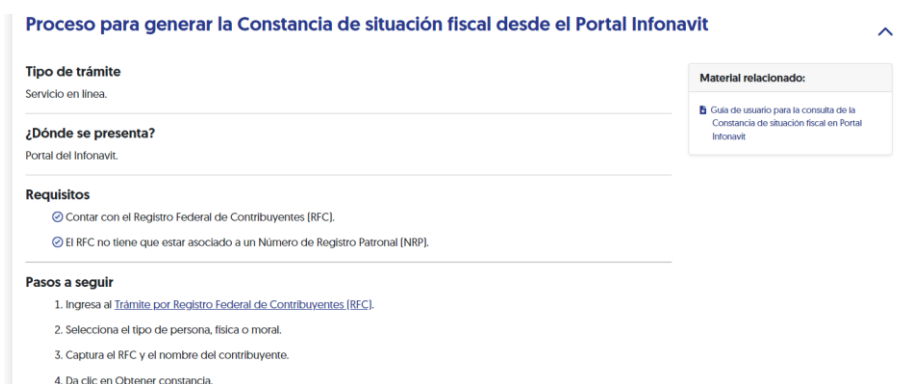 Proceso para generar la Constancia de situación fiscal desde el Portal Infonavit
Tipo de trámite
Servicio en línea.
¿Dónde se presenta?
Portal del Infonavit.
Requisitos
Contar con el Registro Federal de Contribuyentes (RFC).
El RFC no tiene que estar asociado a un Número de Registro Patronal (NRP).
Pasos a seguir
1. Ingresa al Trámite por Registro Federal de Contribuyentes (RFC).
2. Selecciona el tipo de persona, física o moral.
3. Captura el RFC y el nombre del contribuyente.
4. Da clic en Obtener constancia.
Material relacionado:
Guía de usuario para la consulta de la
Constancia de situación fiscal en Portal
Infonavit